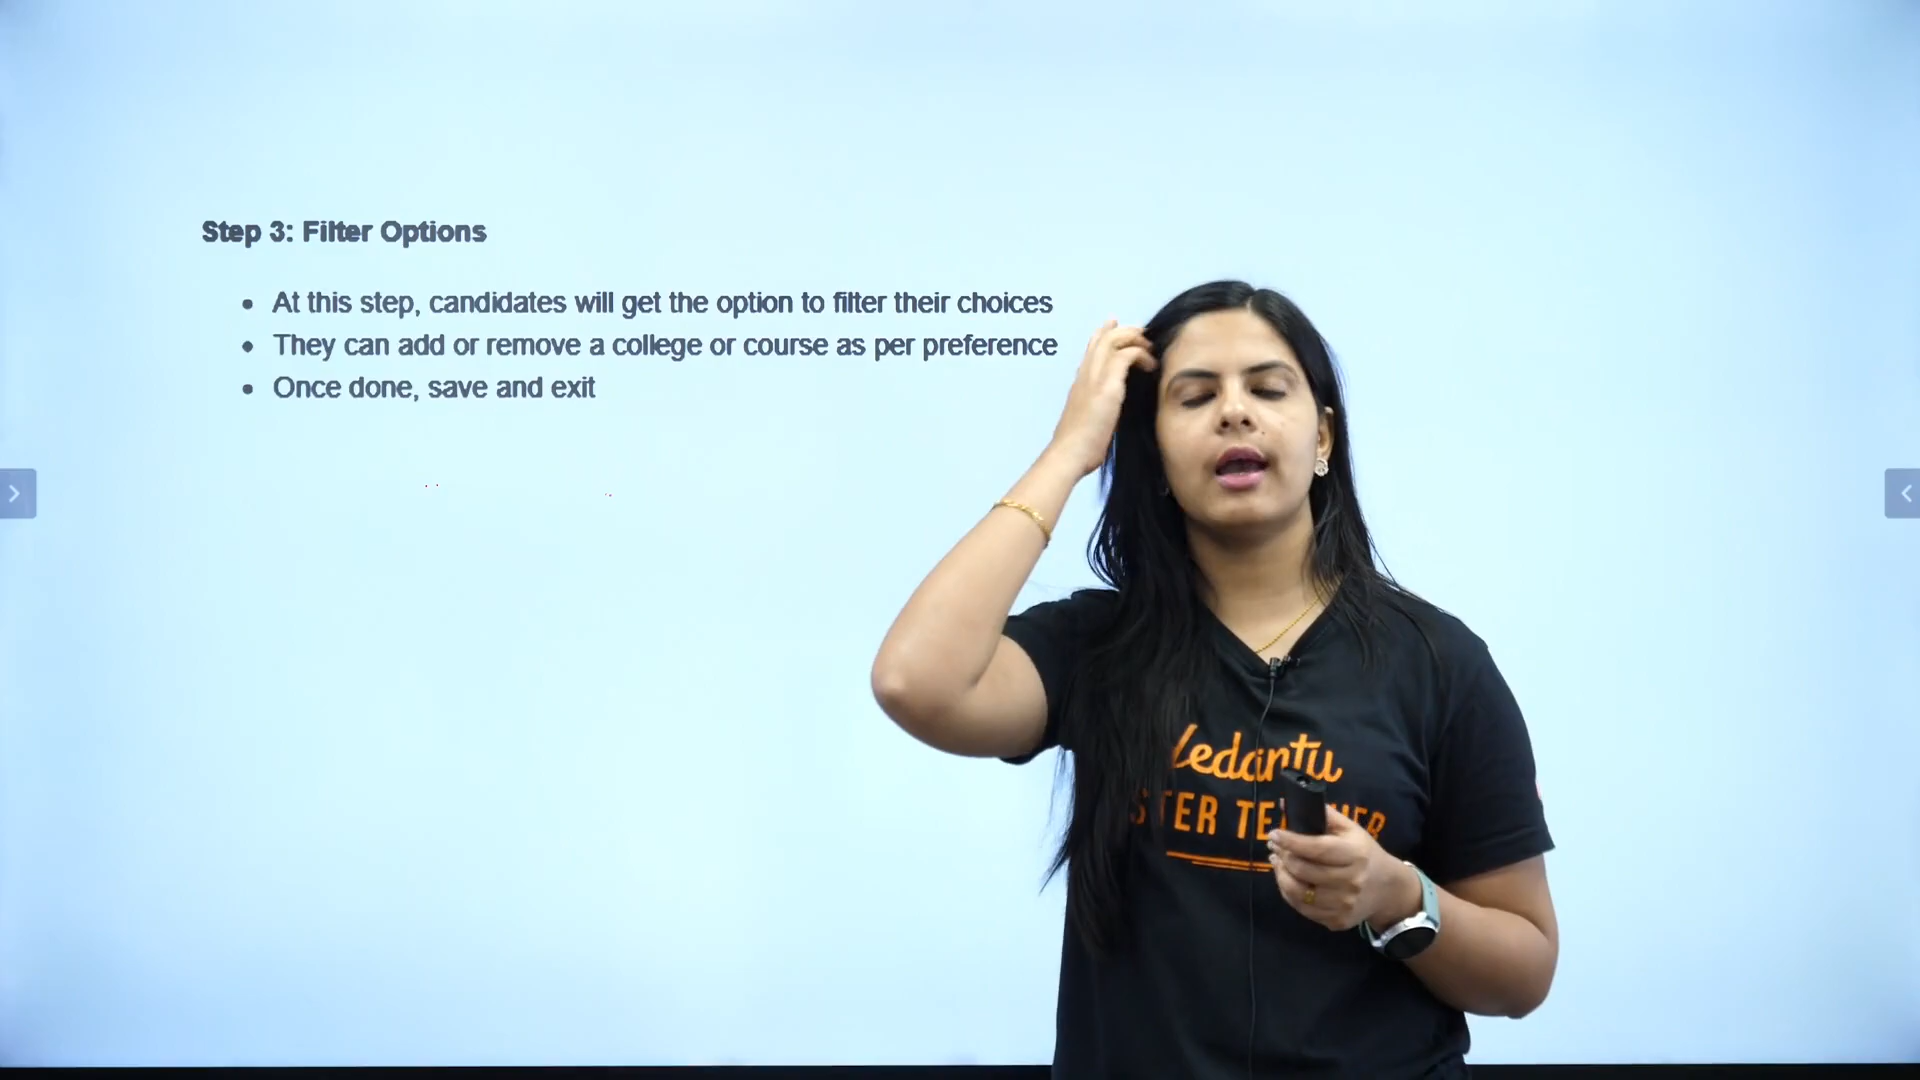 Step 3: Filter Options
At this step, candidates will get the option to filter their choices
They can add or remove a college or course as per preference
Once done, save and exit
Vedantu